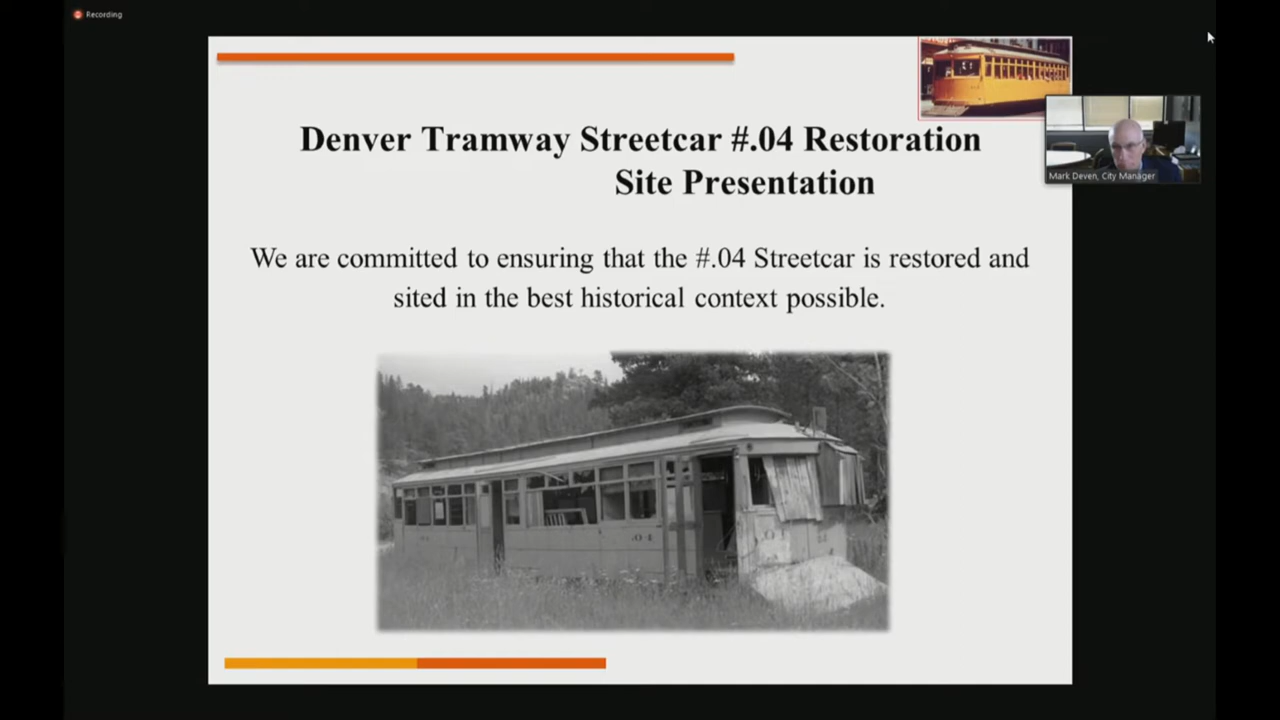 Recording
Denver Tramway Streetcar #.04 Restoration
Site Presentation
Mark Deven, City Manager
We are committed to ensuring that the #.04 Streetcar is restored and
sited in the best historical context possible.
.04